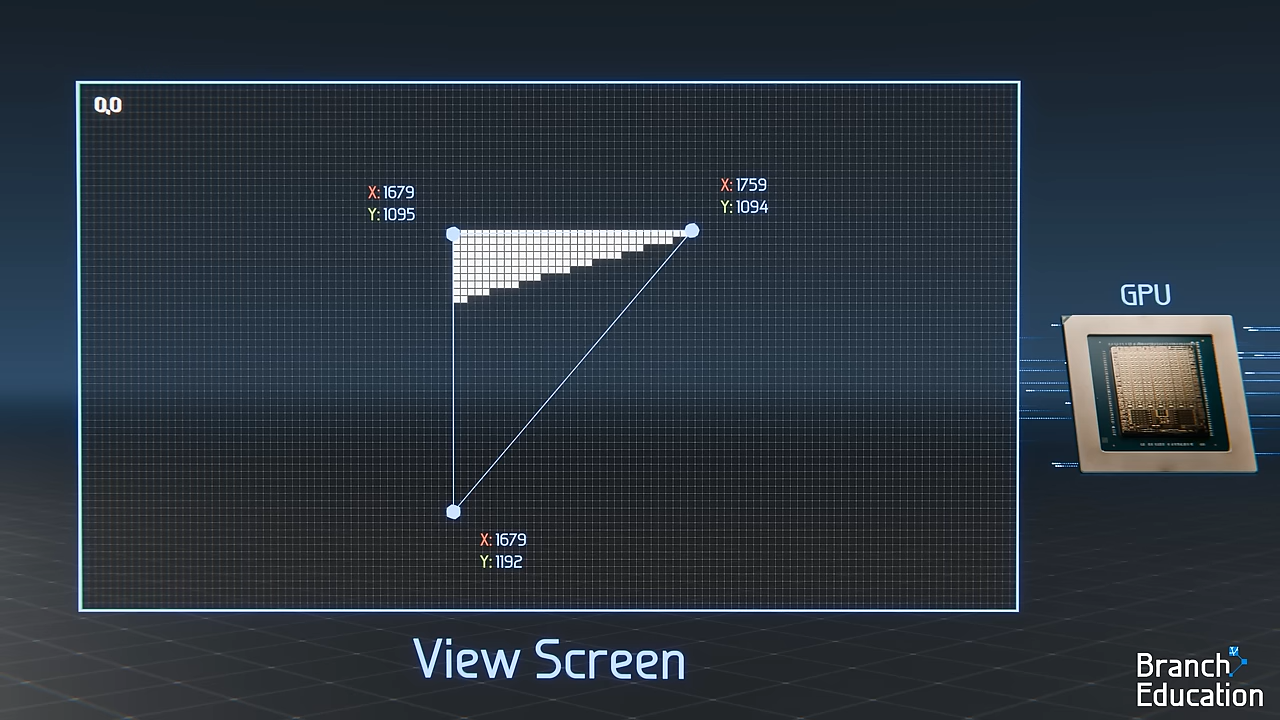 0,0
X: 1679
Y: 1095
X: 1759
Y: 1094
GPU
X: 1679
Y: 1192
View Screen
Branch
Education